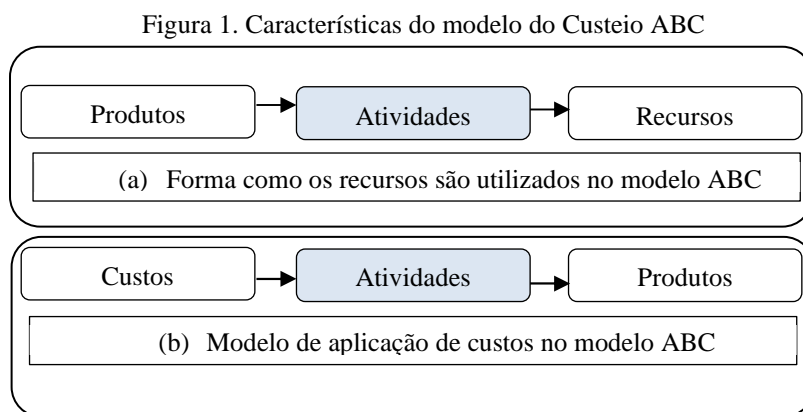 Figura 1. Características do modelo do Custeio ABC
Produtos Atividades Recursos
(a) Forma como os recursos são utilizados no modelo ABC
Custos Atividades Produtos
(b) Modelo de aplicação de custos no modelo ABC